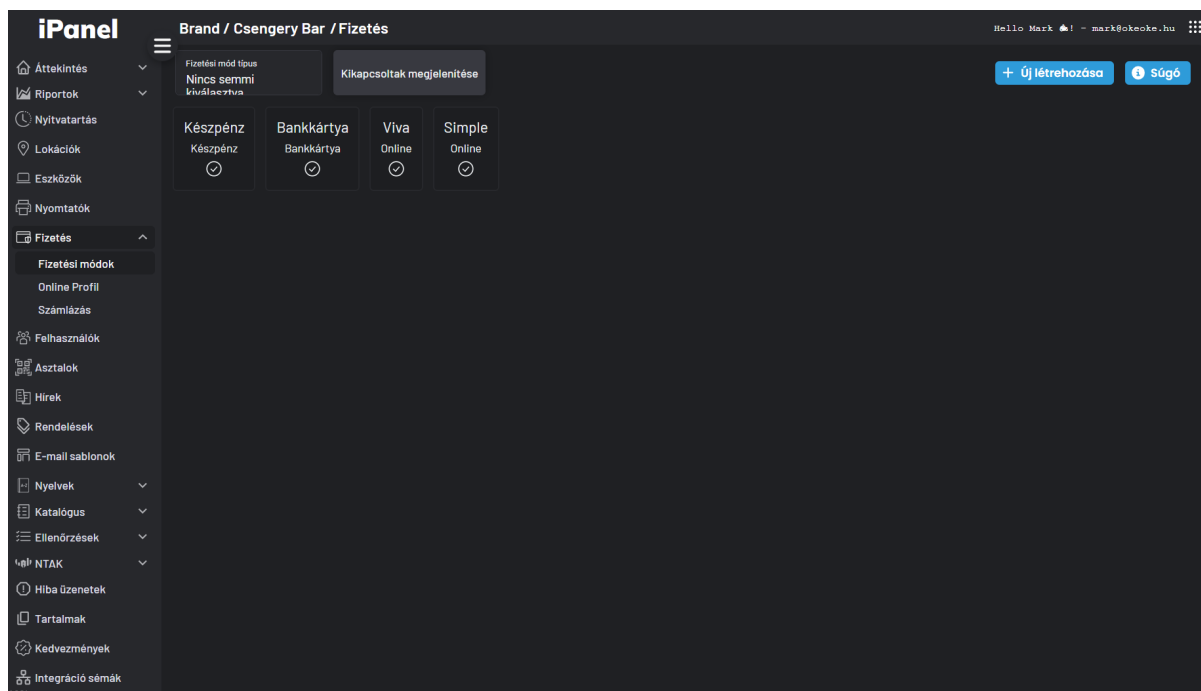 iPanel
Brand / Csengery Bar / Fizetés
Hello Mark ! - mark@okeoke.hu
Áttekintés
Riportok
Nyitvatartás
Lokációk
Eszközök
Nyomtatók
Fizetés
Fizetési módok
Online Profil
Számlázás
Felhasználók
Asztalok
Hírek
Rendelések
E-mail sablonok
Nyelvek
Katalógus
Ellenőrzések
NTAK
Hiba üzenetek
Tartalmak
Kedvezmények
Integráció sémák
Fizetési mód típus
Nincs semmi
kiválasztva
Kikapcsoltak megjelenítése
+ Új létrehozása
Súgó
Készpénz
Készpénz
Bankkártya
Bankkártya
Viva
Online
Simple
Online